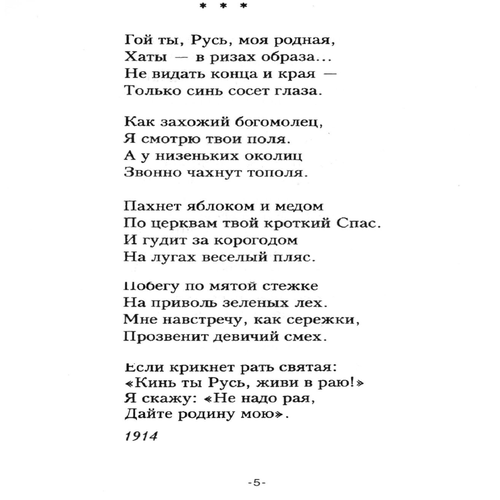 * * *
Гой ты, Русь, моя родная,
Хаты — в ризах образа...
Не видать конца и края —
Только синь сосет глаза.
Как захожий богомолец,
Я смотрю твои поля.
А у низеньких околиц
Звонно чахнут тополя.
Пахнет яблоком и медом
По церквам твой кроткий Спас.
И гудит за корогодом
На лугах веселый пляс.
Побегу по мятой стежке
На приволь зеленых лех.
Мне навстречу, как сережки,
Прозвенит девичий смех.
Если крикнет рать святая:
«Кинь ты Русь, живи в раю!»
Я скажу: «Не надо рая,
Дайте родину мою».
1914
-5-